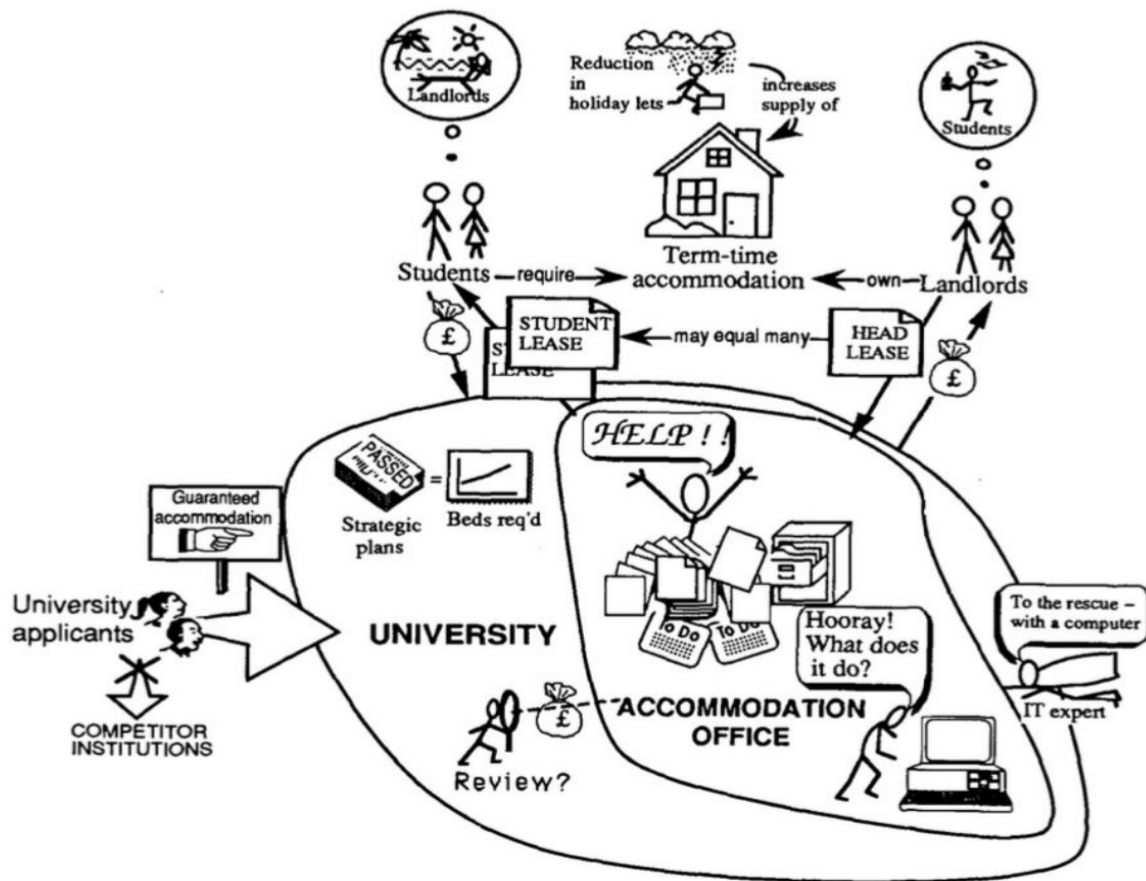 Landlords
Reduction
in
holiday lets
increases
supply of
Students
Term-time
accommodation
Students
require
own
Landlords
£
STUDENT
LEASE
LEASE
may equal many
HEAD
LEASE
£
HELP ! !
PASSED
=
Strategic
plans
Beds req'd
Guaranteed
accommodation
University
applicants
COMPETITOR
INSTITUTIONS
UNIVERSITY
To Do
To Do
Hooray!
What does
it do?
To the rescue –
with a computer
IT expert
£
ACCOMMODATION
OFFICE
Review?